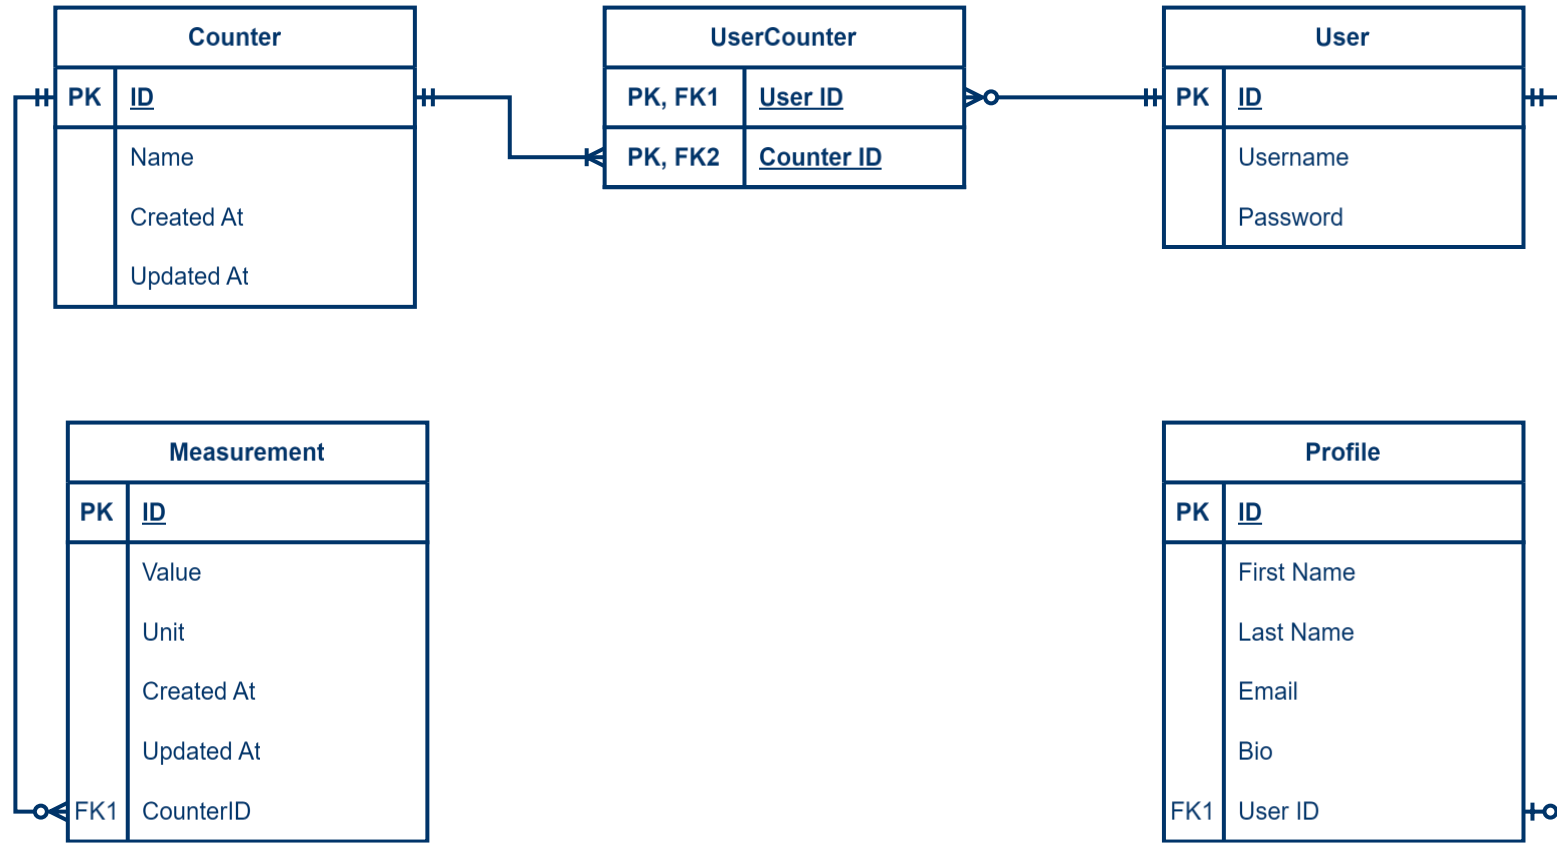 Counter
PK ID
Name
Created At
Updated At
UserCounter
PK, FK1 User ID
PK, FK2 Counter ID
User
PK ID
Username
Password
Measurement
PK ID
Value
Unit
Created At
Updated At
FK1 CounterID
Profile
PK ID
First Name
Last Name
Email
Bio
FK1 User ID